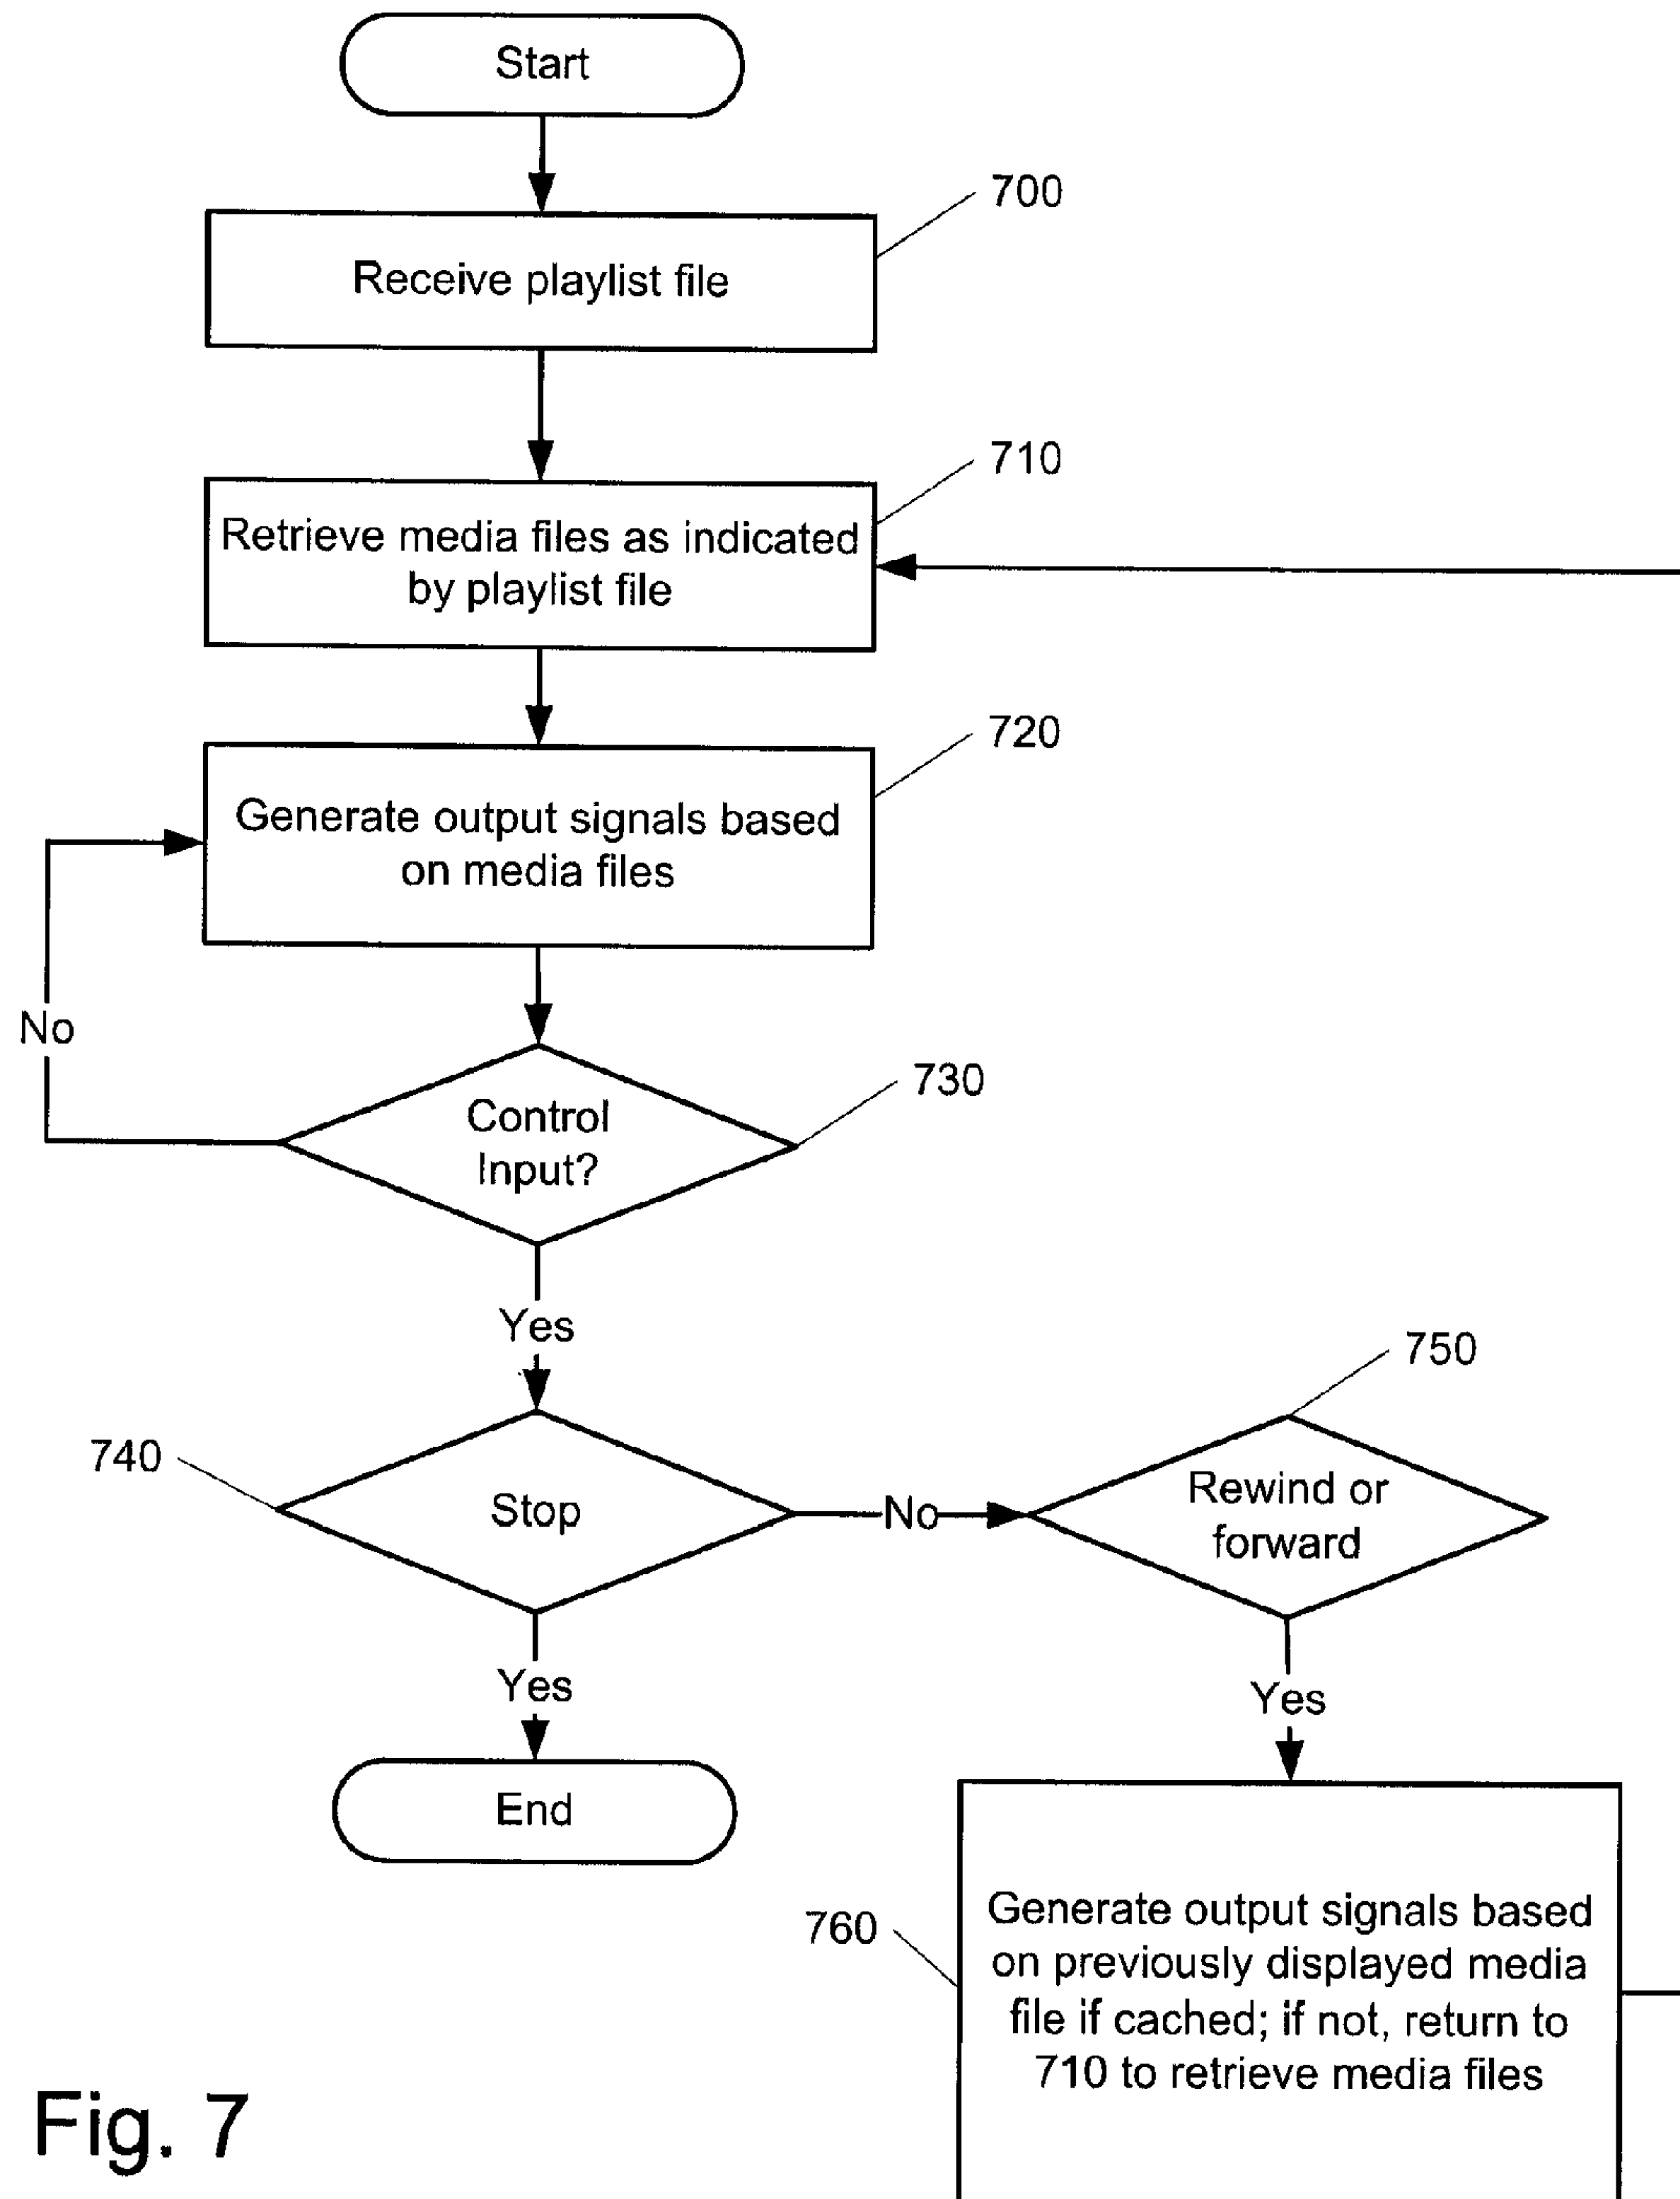 Start
700
Receive playlist file
710
Retrieve media files as indicated
by playlist file
720
Generate output signals based
on media files
No
730
Control
Input?
Yes
740
Stop
No
750
Rewind or
forward
Yes
End
Yes
760
Generate output signals based
on previously displayed media
file if cached; if not, return to
710 to retrieve media files
Fig. 7